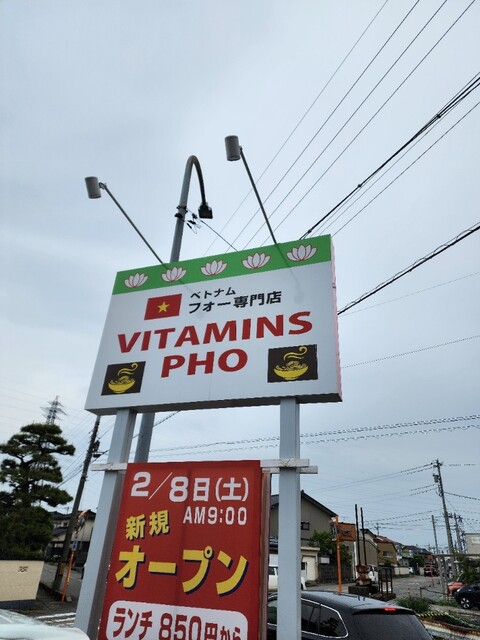 ベトナム
フォー専門店
VITAMINS
PHO
2/8日(土)
AM9:00
新規
オープン
ランチ 850円から